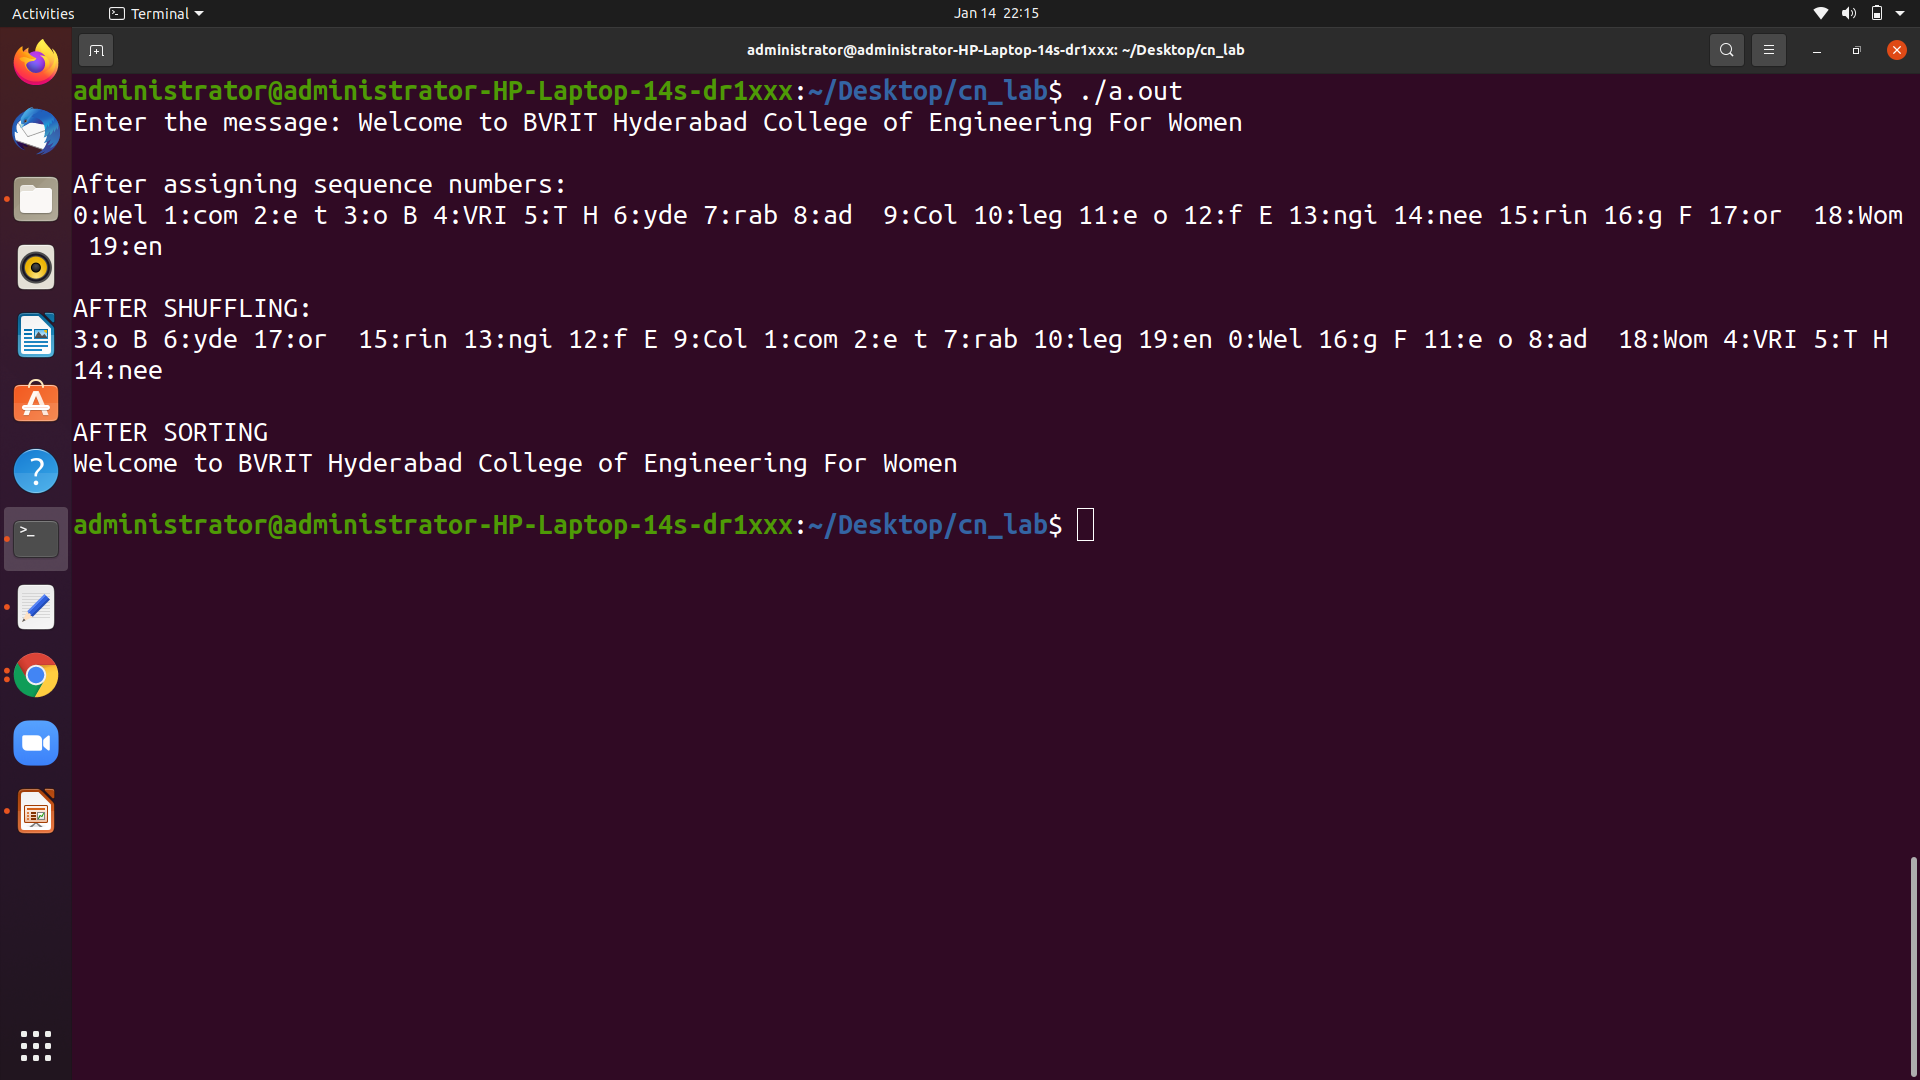 Activities Terminal Jan 14 22:15
administrator@administrator-HP-Laptop-14s-dr1xxx: ~/Desktop/cn_lab
administrator@administrator-HP-Laptop-14s-dr1xxx:~/Desktop/cn_lab$ ./a.out
Enter the message: Welcome to BVRIT Hyderabad College of Engineering For Women
After assigning sequence numbers:
0:Wel 1:com 2:e t 3:o B 4:VRI 5:T H 6:yde 7:rab 8:ad  9:Col 10:leg 11:e o 12:f E 13:ngi 14:nee 15:rin 16:g F 17:or  18:Wom
 19:en
AFTER SHUFFLING:
3:o B 6:yde 17:or  15:rin 13:ngi 12:f E 9:Col 1:com 2:e t 7:rab 10:leg 19:en 0:Wel 16:g F 11:e o 8:ad  18:Wom 4:VRI 5:T H
14:nee
AFTER SORTING
Welcome to BVRIT Hyderabad College of Engineering For Women
administrator@administrator-HP-Laptop-14s-dr1xxx:~/Desktop/cn_lab$